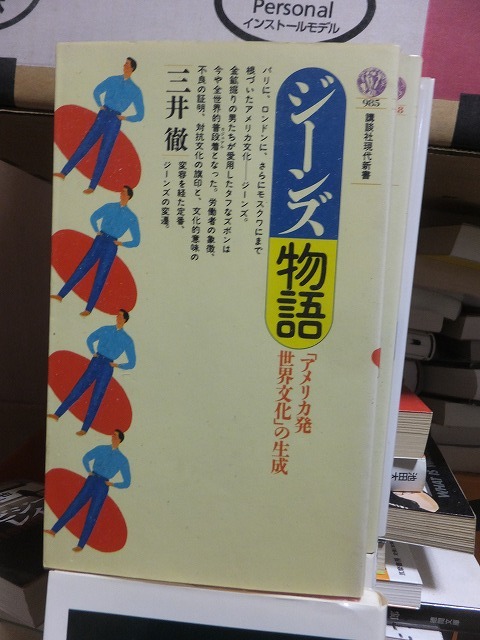 Personal
インストールモデル
985
講談社現代新書
ジーンズ
物語
「アメリカ発
世界文化」の生成
パリに、ロンドンに、さらにモスクワにまで
根づいたアメリカ文化──ジーンズ。
金鉱掘りの男たちが愛用したタフなズボンは
今や全世界的普段着となった。労働者の象徴、
不良の証明、対抗文化の旗印と、文化的意味の
変容を経た定番、
ジーンズの変遷。
三井徹
8
WHAT IS